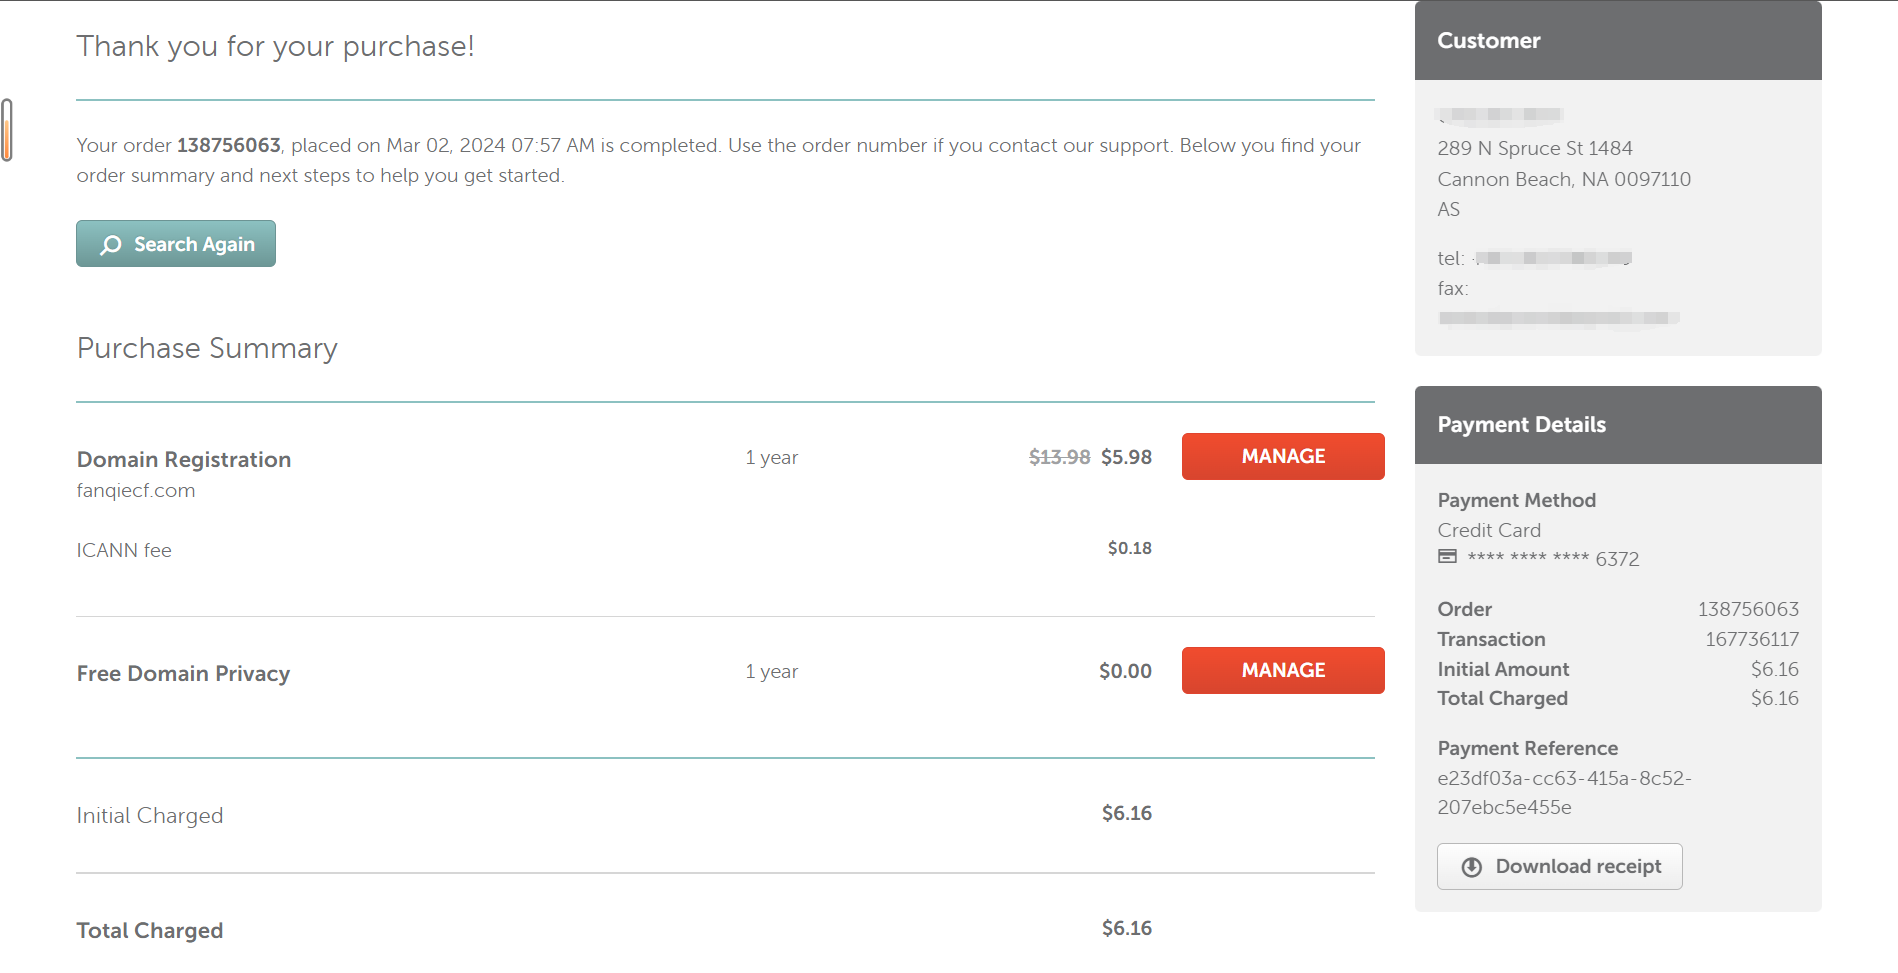 Thank you for your purchase!
Your order 138756063, placed on Mar 02, 2024 07:57 AM is completed. Use the order number if you contact our support. Below you find your
order summary and next steps to help you get started.
Search Again
Purchase Summary
Domain Registration 1 year $13.98 $5.98 MANAGE
fanqiecf.com
ICANN fee $0.18
Free Domain Privacy 1 year $0.00 MANAGE
Initial Charged $6.16
Total Charged $6.16
Customer
289 N Spruce St 1484
Cannon Beach, NA 0097110
AS
tel:
fax:
Payment Details
Payment Method
Credit Card
**** **** **** 6372
Order 138756063
Transaction 167736117
Initial Amount $6.16
Total Charged $6.16
Payment Reference
e23df03a-cc63-415a-8c52-
207ebc5e455e
Download receipt